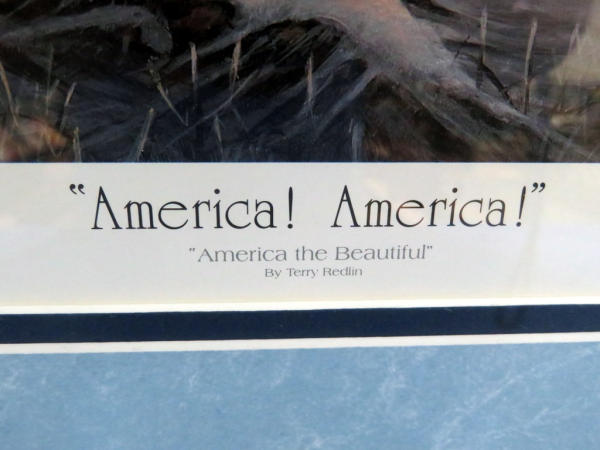 "America! America!"
"America the Beautiful"
By Terry Redlin